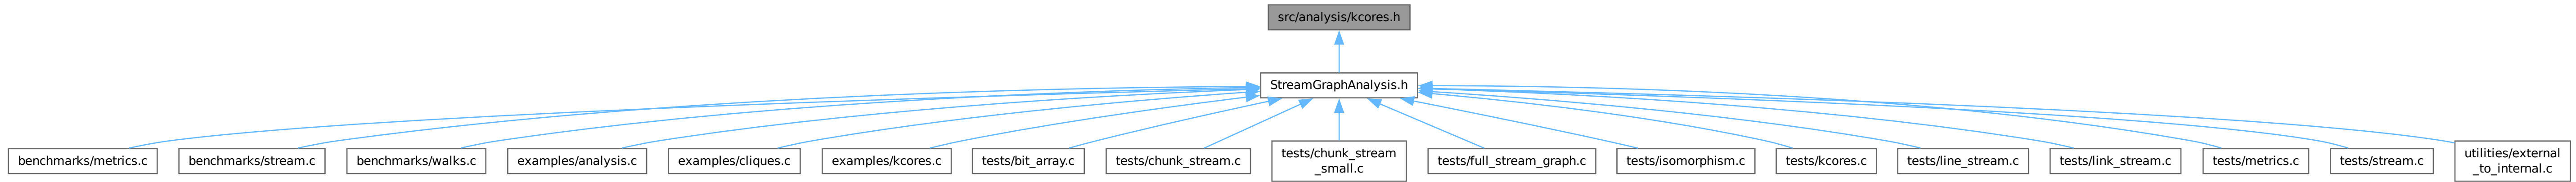 src/analysis/kcores.h
StreamGraphAnalysis.h
benchmarks/metrics.c
benchmarks/stream.c
benchmarks/walks.c
examples/analysis.c
examples/cliques.c
examples/kcores.c
tests/bit_array.c
tests/chunk_stream.c
tests/chunk_stream
_small.c
tests/full_stream_graph.c
tests/isomorphism.c
tests/kcores.c
tests/line_stream.c
tests/link_stream.c
tests/metrics.c
tests/stream.c
utilities/external
_to_internal.c